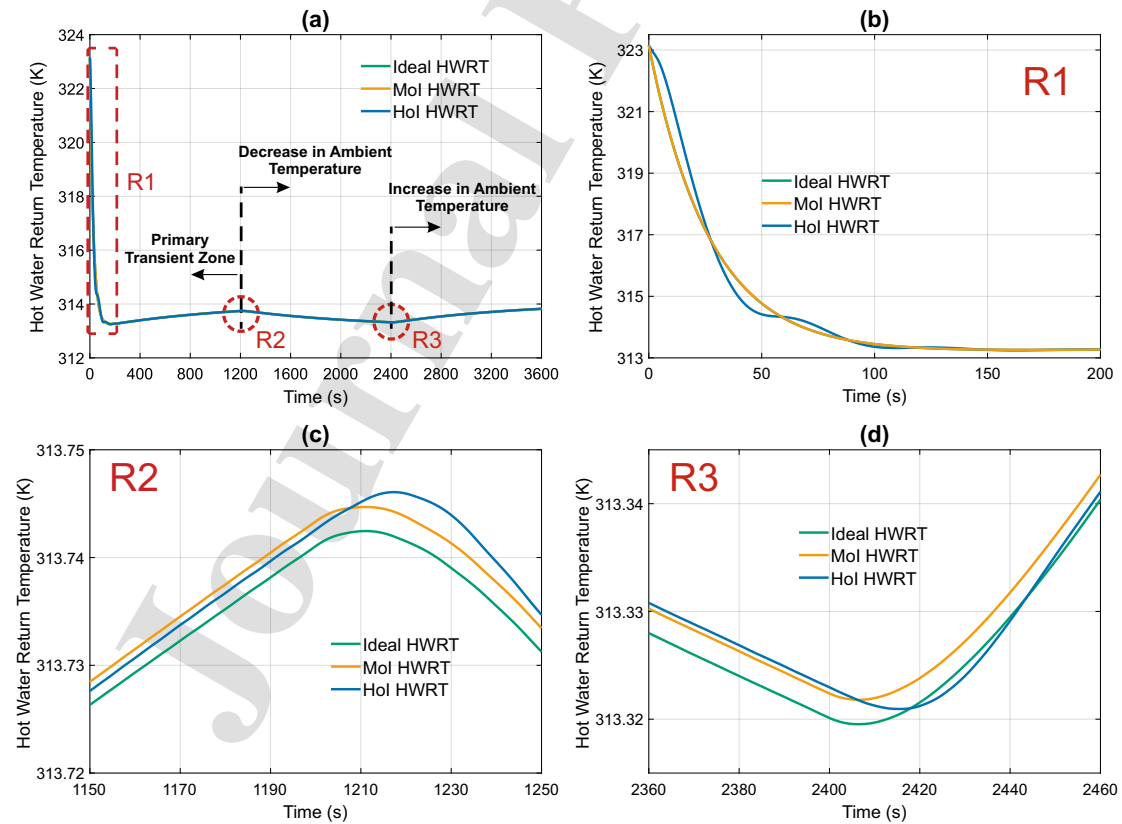 (a)
Hot Water Return Temperature (K)
324
322
320
318
316
314
312
0
400
800
1200
1600
2000
2400
2800
3200
3600
Time (s)
Ideal HWRT
MoI HWRT
HoI HWRT
R1
Decrease in Ambient
Temperature
Increase in Ambient
Temperature
Primary
Transient Zone
R2
R3
(b)
Hot Water Return Temperature (K)
323
321
319
317
315
313
0
50
100
150
200
Time (s)
R1
Ideal HWRT
MoI HWRT
HoI HWRT
(c)
Hot Water Return Temperature (K)
313.75
313.74
313.73
313.72
1150
1170
1190
1210
1230
1250
Time (s)
R2
Ideal HWRT
MoI HWRT
HoI HWRT
(d)
Hot Water Return Temperature (K)
313.34
313.33
313.32
2360
2380
2400
2420
2440
2460
Time (s)
R3
Ideal HWRT
MoI HWRT
HoI HWRT
Journal